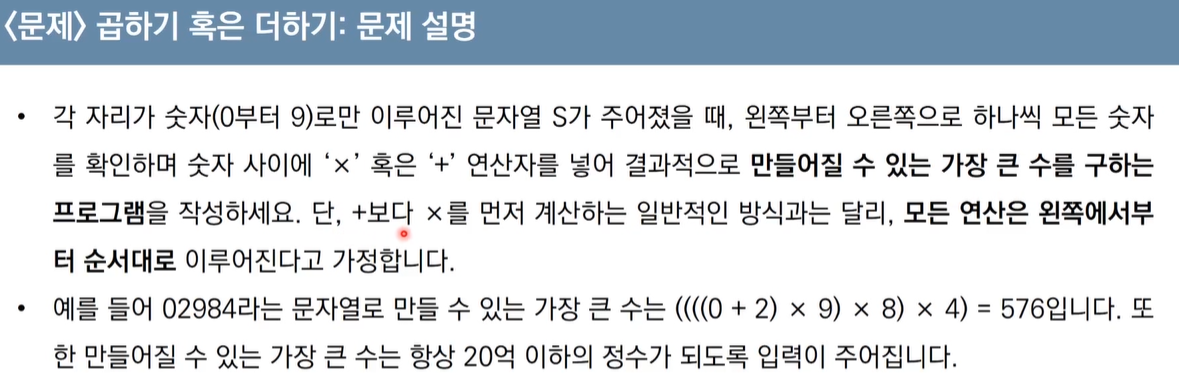 <문제> 곱하기 혹은 더하기: 문제 설명
• 각 자리가 숫자(0부터 9)로만 이루어진 문자열 S가 주어졌을 때, 왼쪽부터 오른쪽으로 하나씩 모든 숫자
를 확인하며 숫자 사이에 ‘×’ 혹은 ‘+’ 연산자를 넣어 결과적으로 만들어질 수 있는 가장 큰 수를 구하는
프로그램을 작성하세요. 단, +보다 ×를 먼저 계산하는 일반적인 방식과는 달리, 모든 연산은 왼쪽에서부
터 순서대로 이루어진다고 가정합니다.
• 예를 들어 02984라는 문자열로 만들 수 있는 가장 큰 수는 ((((0 + 2) × 9) × 8) × 4) = 576입니다. 또
한 만들어질 수 있는 가장 큰 수는 항상 20억 이하의 정수가 되도록 입력이 주어집니다.